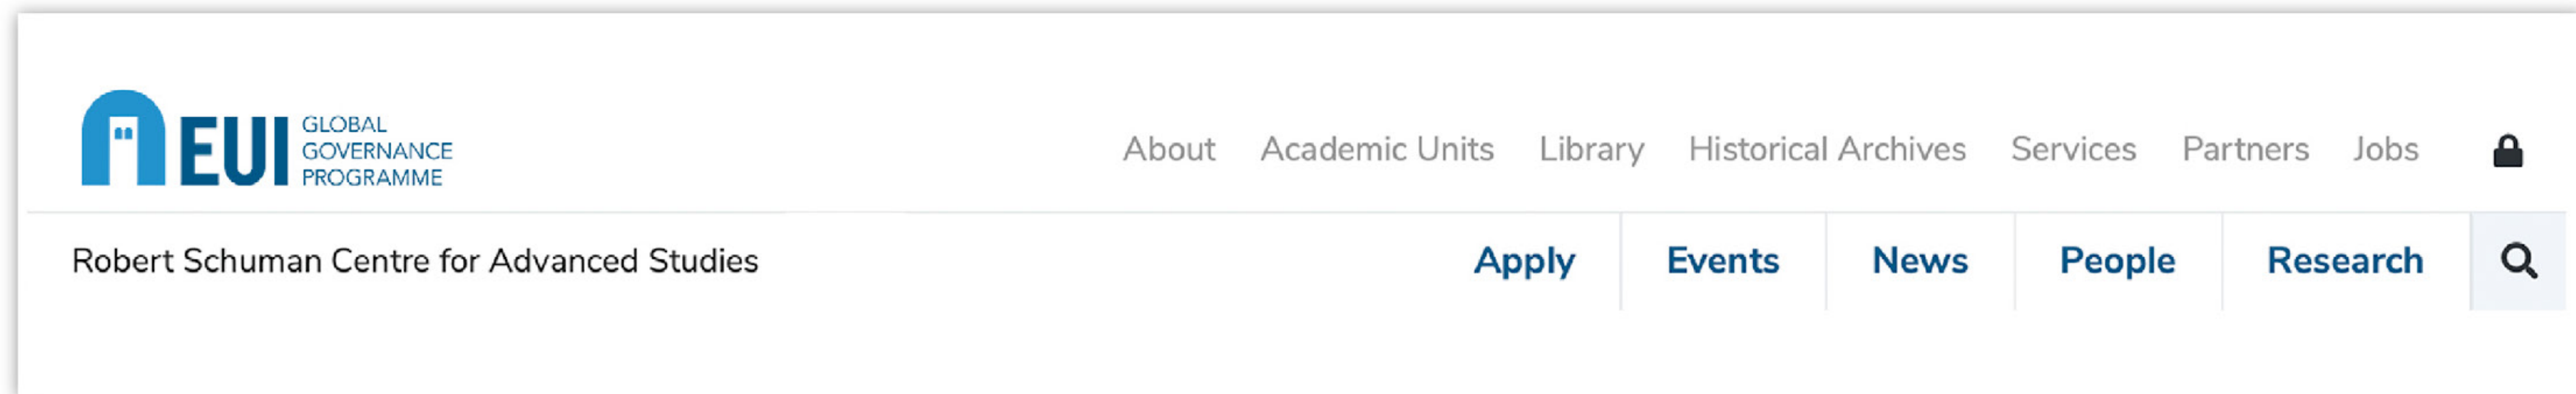 EUI
GLOBAL
GOVERNANCE
PROGRAMME
About Academic Units Library Historical Archives Services Partners Jobs
Robert Schuman Centre for Advanced Studies
Apply Events News People Research